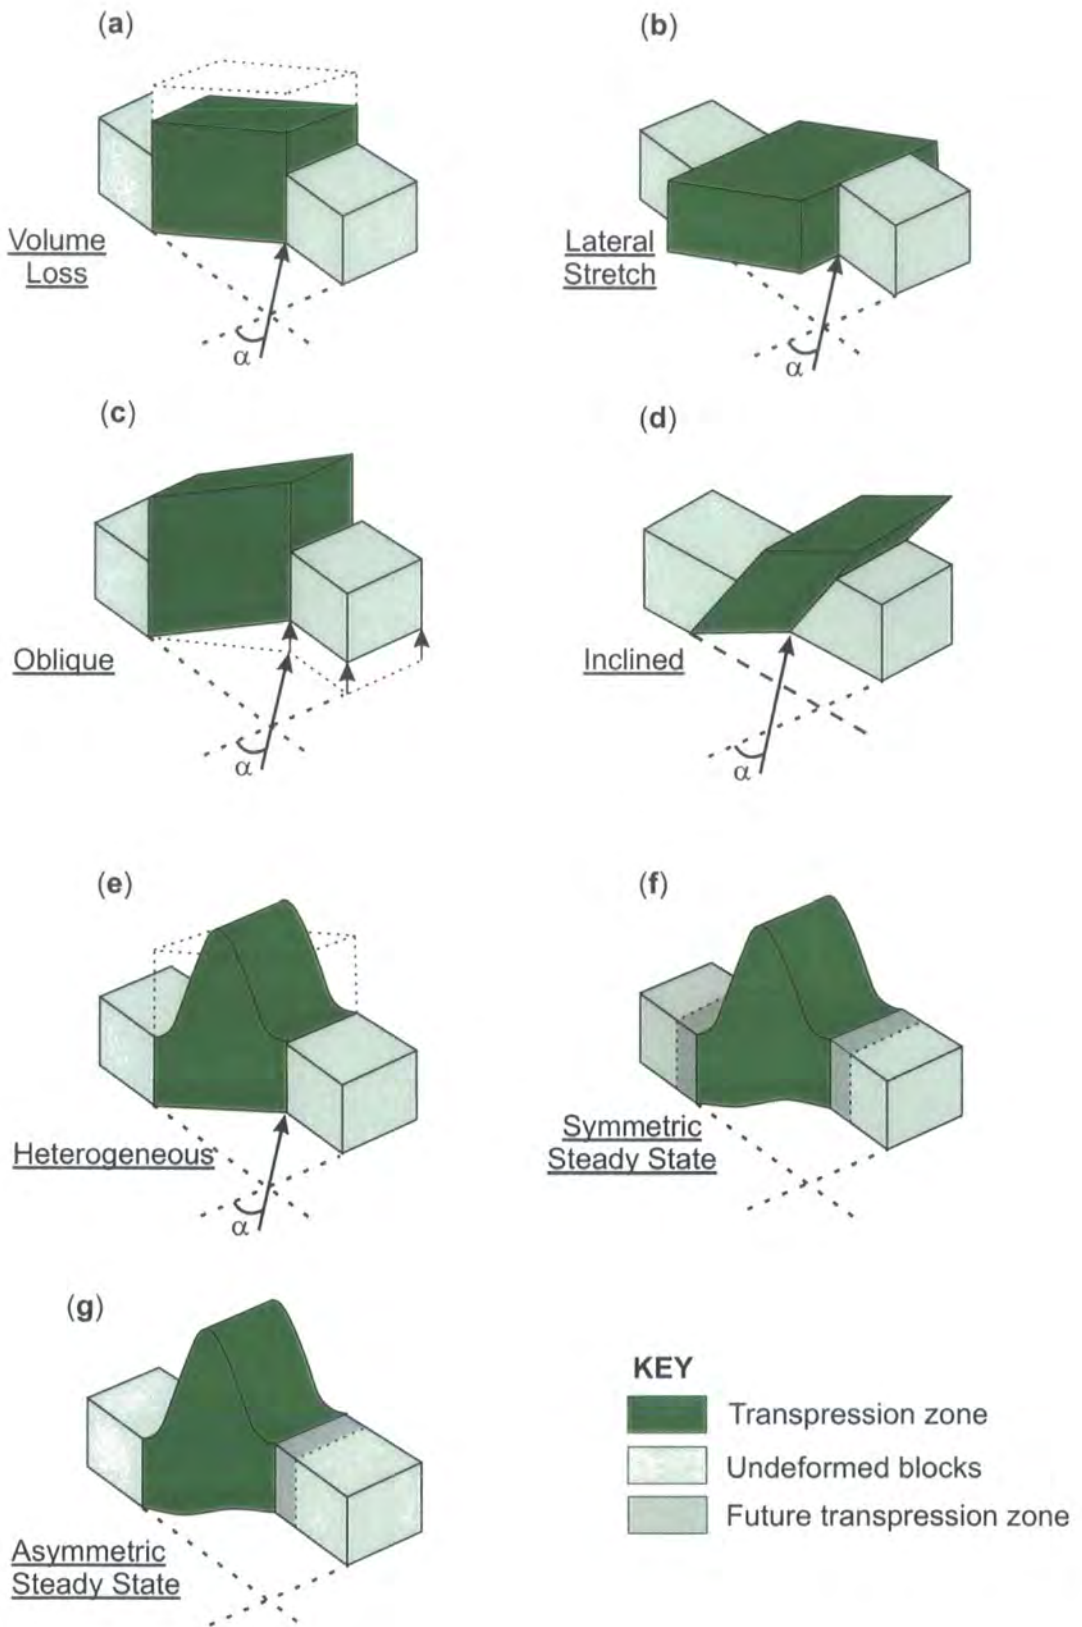 (a)
(b)
Volume
Loss
α
Lateral
Stretch
α
(c)
(d)
Oblique
α
Inclined
α
(e)
(f)
Heterogeneous
α
Symmetric
Steady State
(g)
Asymmetric
Steady State
KEY
Transpression zone
Undeformed blocks
Future transpression zone